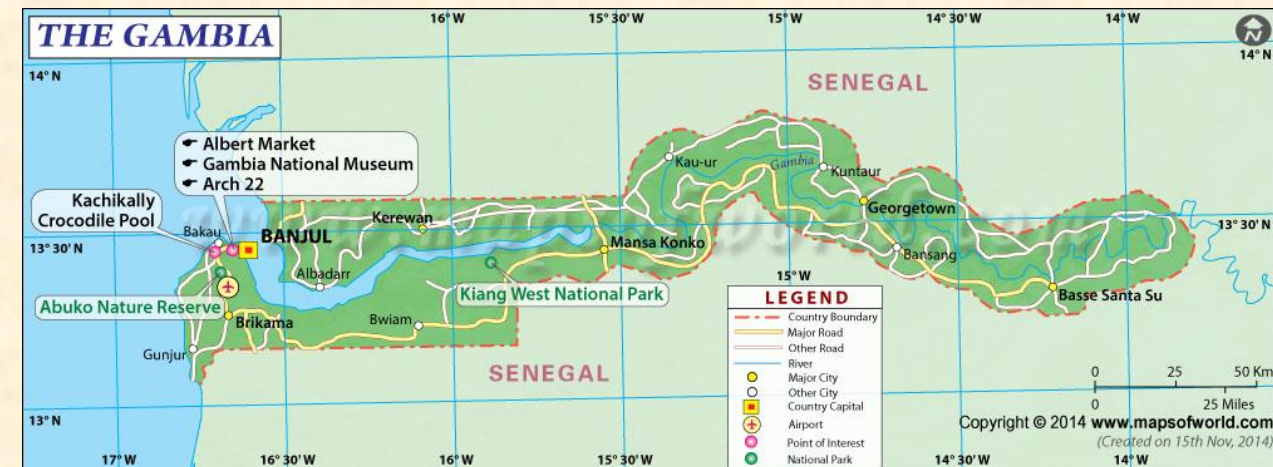 THE GAMBIA
16° W
15° 30' W
15° W
14° 30' W
14° W
N
14° N
14° N
SENEGAL
Albert Market
Gambia National Museum
Arch 22
Kau-ur
Gambia
Kuntaur
Kachikally
Crocodile Pool
Kerewan
Georgetown
13° 30' N
Bakau
BANJUL
13° 30' N
Mansa Konko
Bansang
Albadarr
15° W
Abuko Nature Reserve
Kiang West National Park
Basse Santa Su
Brikama
Bwiam
Gunjur
SENEGAL
LEGEND
Country Boundary
Major Road
Other Road
River
Major City
Other City
Country Capital
Airport
Point of Interest
National Park
0 25 50 Km
0 25 Miles
13° N
Copyright © 2014 www.mapsofworld.com
(Created on 15th Nov, 2014)
17° W
16° 30' W
16° W
15° 30' W
14° 30' W
14° W